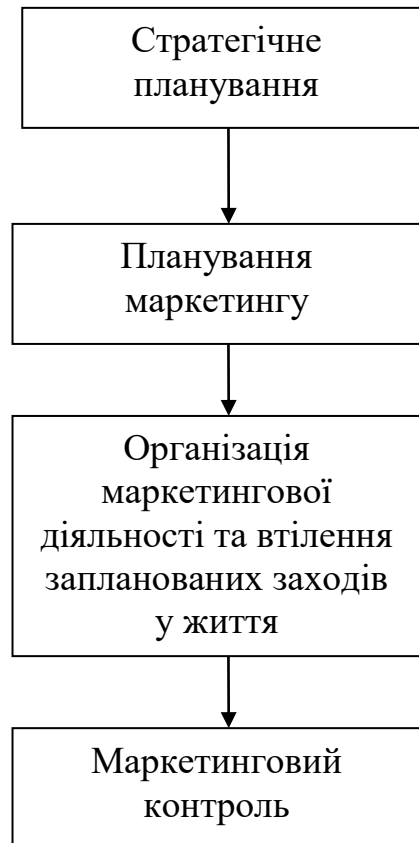 Стратегічне
планування
Планування
маркетингу
Організація
маркетингової
діяльності та втілення
запланованих заходів
у життя
Маркетинговий
контроль